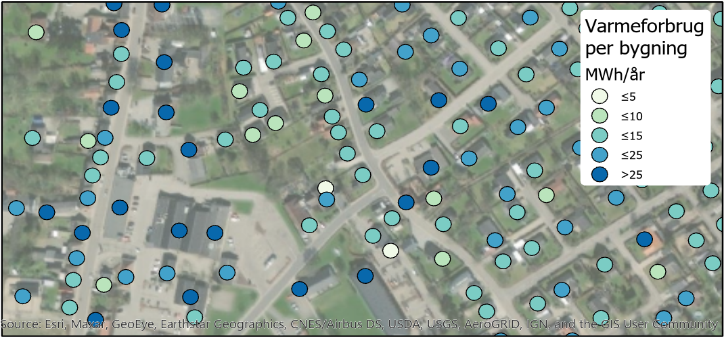 Varmeforbrug
per bygning
MWh/år
≤5
≤10
≤15
≤25
>25
Source: Esri, Maxar, GeoEye, Earthstar Geographics, CNES/Airbus DS, USDA, USGS, AeroGRID, IGN, and the GIS User Community